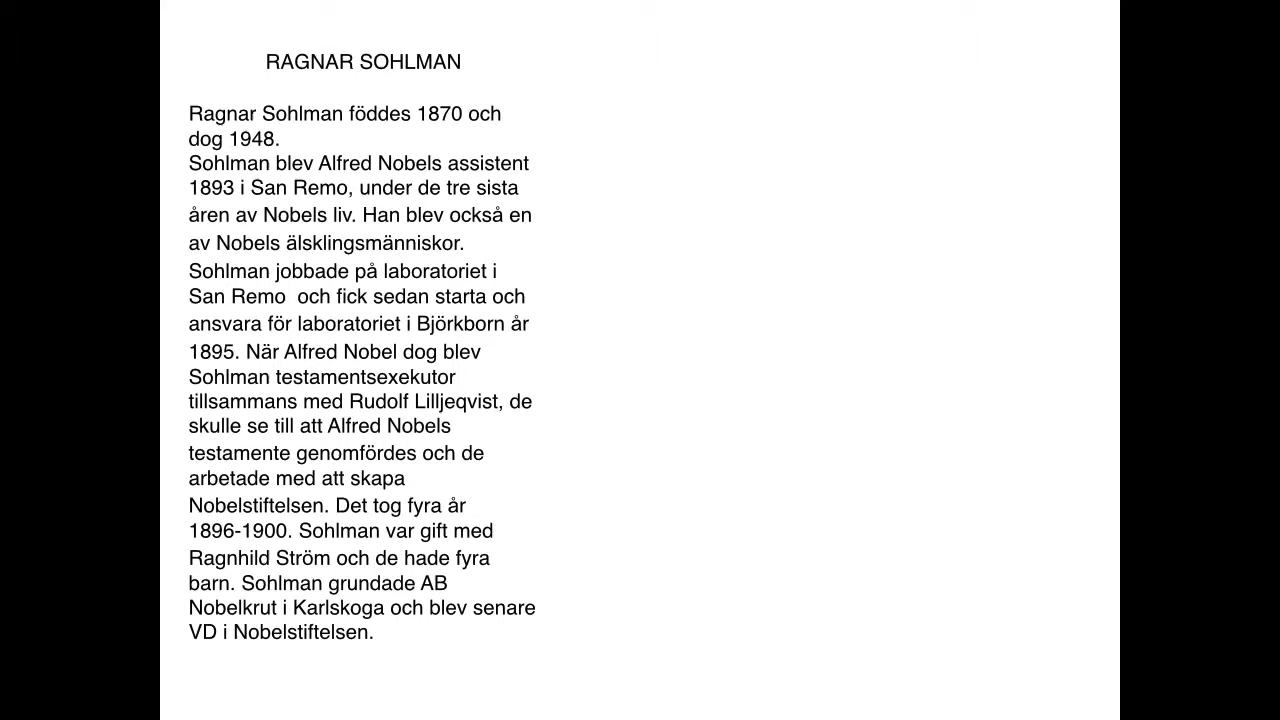 RAGNAR SOHLMAN
Ragnar Sohlman föddes 1870 och
dog 1948.
Sohlman blev Alfred Nobels assistent
1893 i San Remo, under de tre sista
åren av Nobels liv. Han blev också en
av Nobels älsklingsmänniskor.
Sohlman jobbade på laboratoriet i
San Remo  och fick sedan starta och
ansvara för laboratoriet i Björkborn år
1895. När Alfred Nobel dog blev
Sohlman testamentsexekutor
tillsammans med Rudolf Lilljeqvist, de
skulle se till att Alfred Nobels
testamente genomfördes och de
arbetade med att skapa
Nobelstiftelsen. Det tog fyra år
1896-1900. Sohlman var gift med
Ragnhild Ström och de hade fyra
barn. Sohlman grundade AB
Nobelkrut i Karlskoga och blev senare
VD i Nobelstiftelsen.